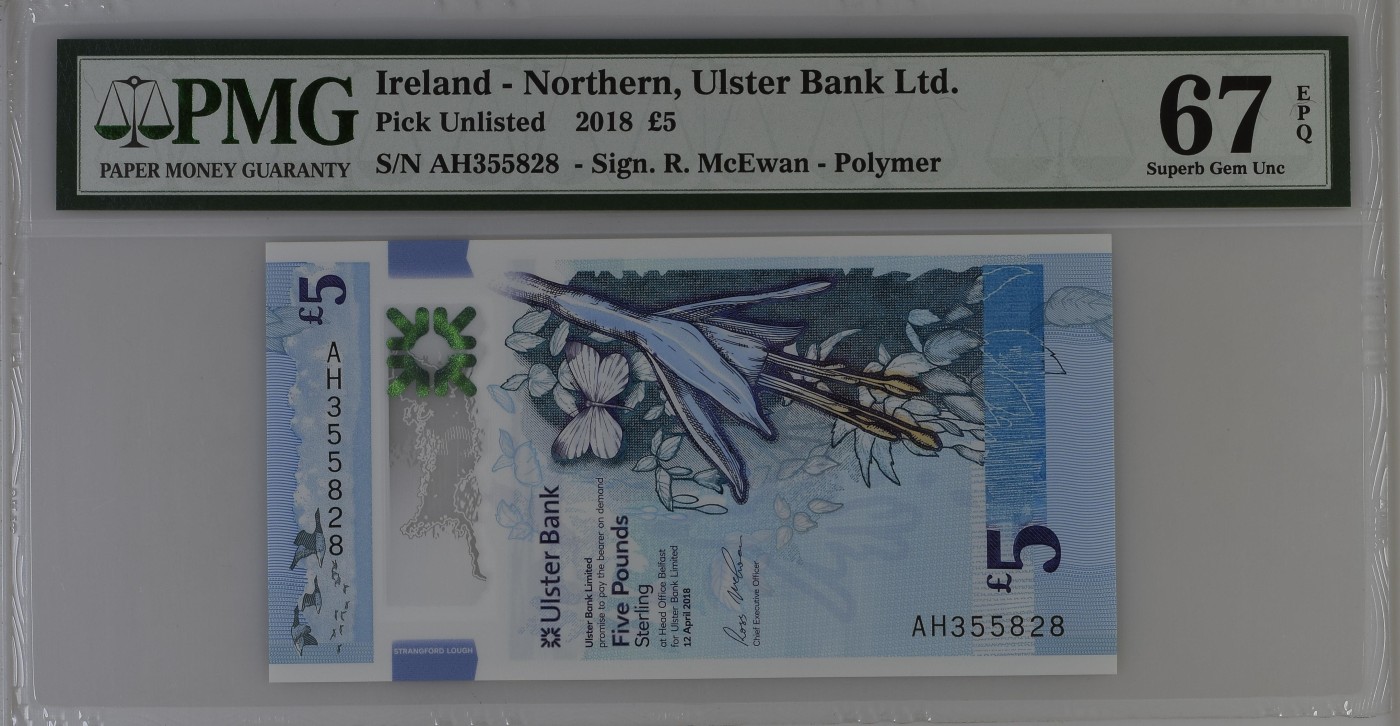 PMG
PAPER MONEY GUARANTY
Ireland - Northern, Ulster Bank Ltd.
Pick Unlisted 2018 £5
S/N AH355828 - Sign. R. McEwan - Polymer
67
EPQ
Superb Gem Unc
£5
AH355828
STRANGFORD LOUGH
Ulster Bank
Ulster Bank Limited
promise to pay the bearer on demand
Five Pounds
Sterling
at Head Office Belfast
for Ulster Bank Limited
12 April 2018
Ross McEwan
Chief Executive Officer
£5
AH355828